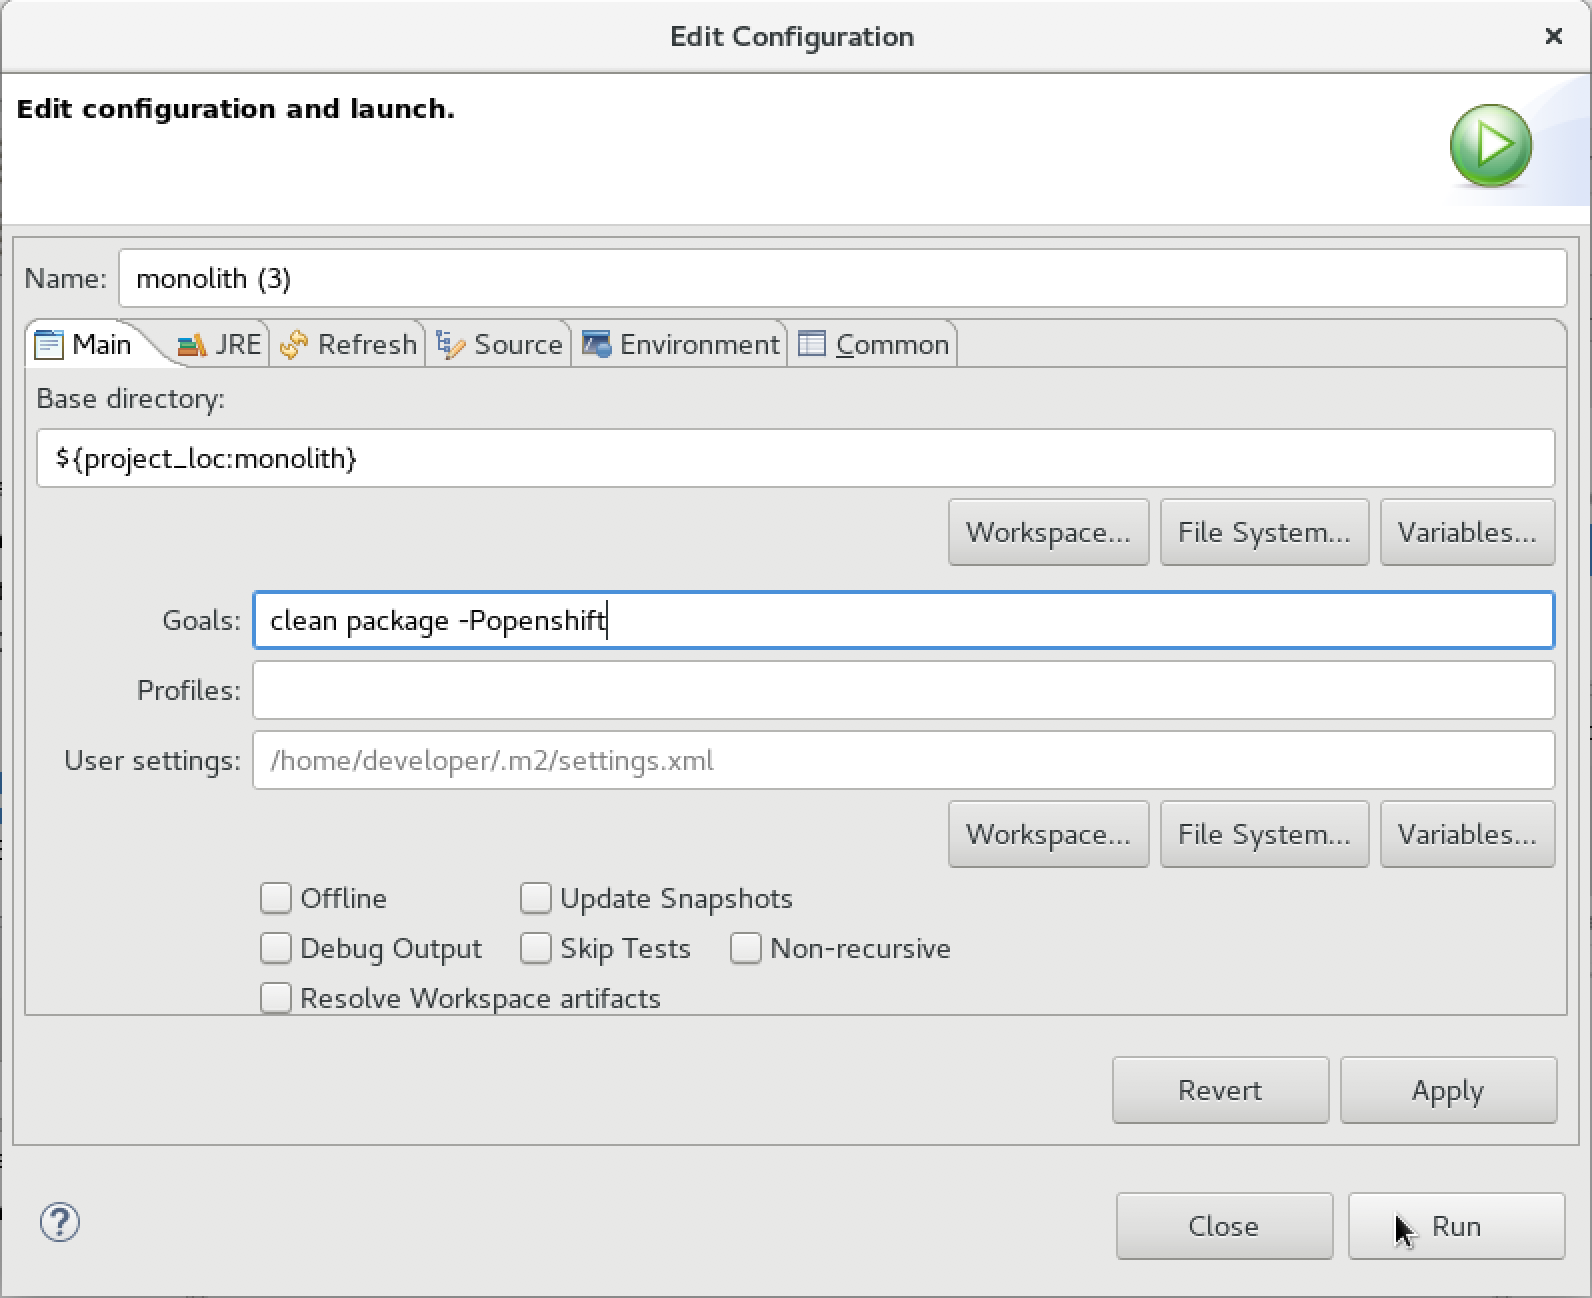 Edit Configuration ×
Edit configuration and launch.
Name: monolith (3)
Main JRE Refresh Source Environment Common
Base directory:
${project_loc:monolith}
Workspace... File System... Variables...
Goals: clean package -Popenshift
Profiles:
User settings: /home/developer/.m2/settings.xml
Workspace... File System... Variables...
Offline Update Snapshots
Debug Output Skip Tests Non-recursive
Resolve Workspace artifacts
Revert Apply
? Close Run